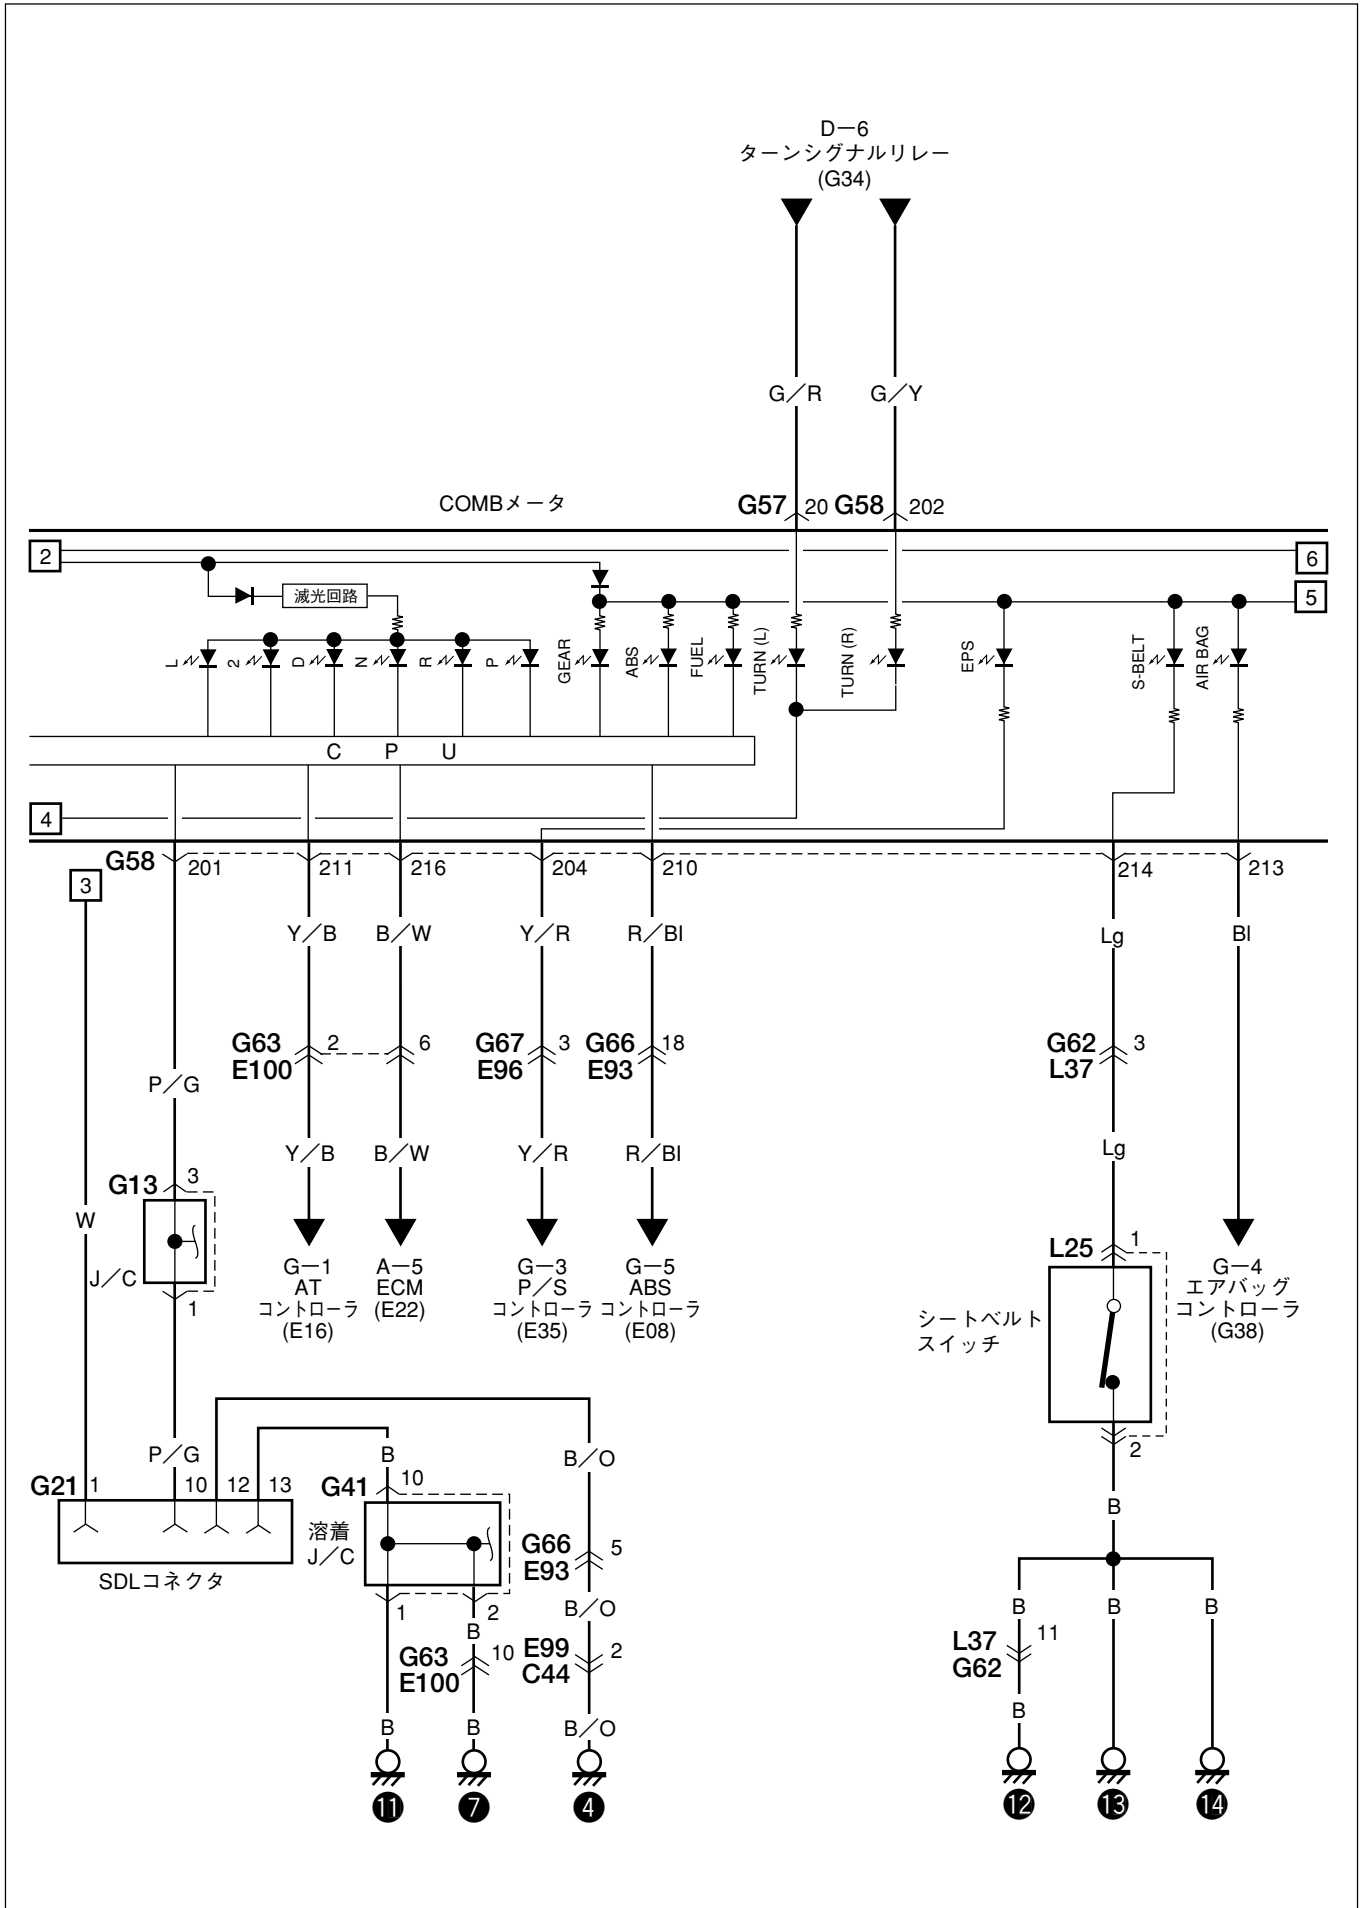 D－6
ターンシグナルリレー
(G34)
G／R
G／Y
COMBメータ
G57
20
G58
202
2
6
減光回路
5
L
2
D
N
R
P
GEAR
ABS
FUEL
TURN (L)
TURN (R)
EPS
S-BELT
AIR BAG
C P U
4
G58
201
211
216
204
210
214
213
3
Y／B
B／W
Y／R
R／Bl
Lg
Bl
G63
E100
2
6
G67
E96
3
G66
E93
18
G62
L37
3
P／G
Y／B
B／W
Y／R
R／Bl
Lg
G13
3
W
J／C
1
G－1
AT
コントローラ
(E16)
A－5
ECM
(E22)
G－3
P／S
コントローラ
(E35)
G－5
ABS
コントローラ
(E08)
L25
1
シートベルト
スイッチ
2
G－4
エアバッグ
コントローラ
(G38)
P／G
B
B／O
G21
1
10
12
13
SDLコネクタ
G41
10
溶着
J／C
1
2
G66
E93
5
B
B／O
B
G63
E100
10
E99
C44
2
B
B
B
L37
G62
11
B
B
B
B／O
11
7
4
12
13
14